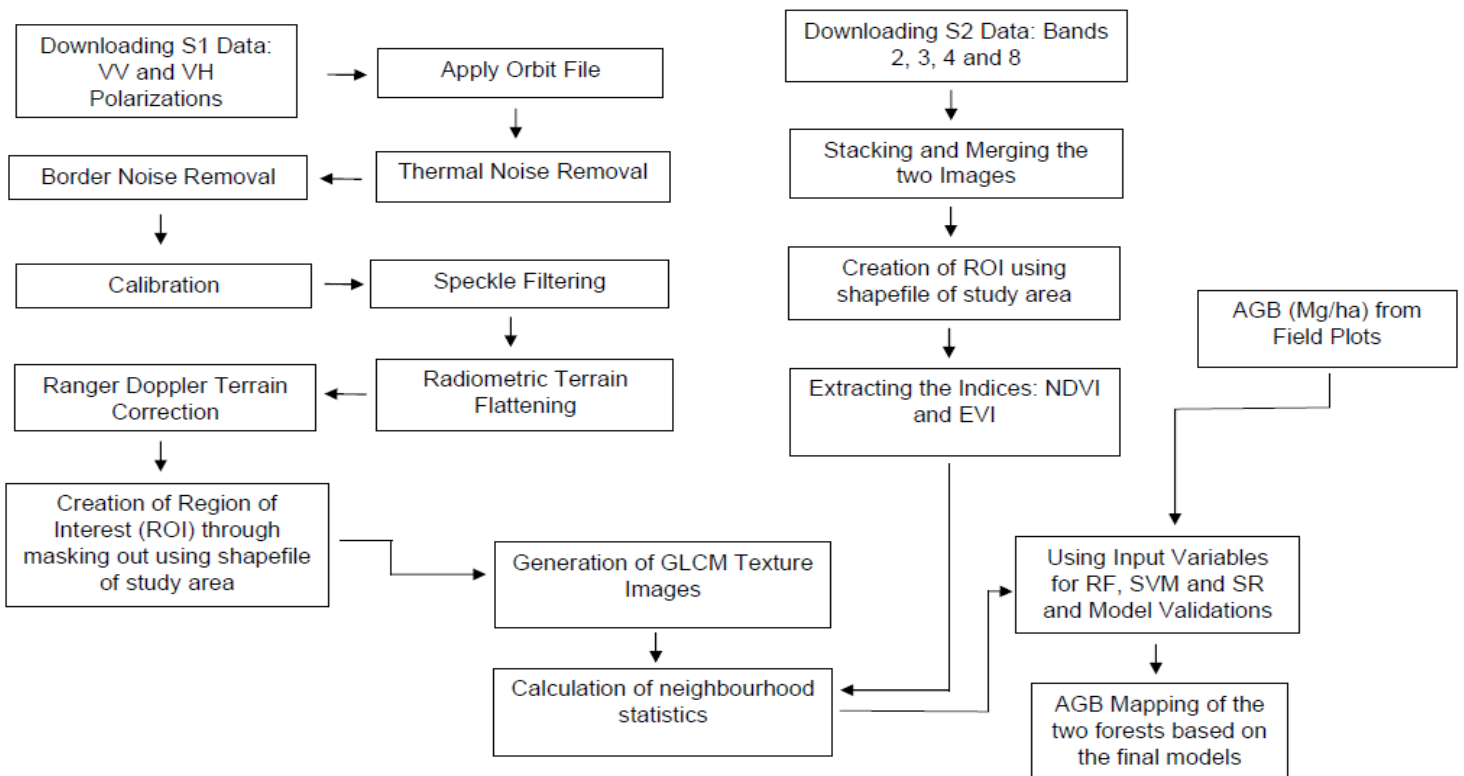 Downloading S1 Data:
VV and VH
Polarizations
Apply Orbit File
Thermal Noise Removal
Border Noise Removal
Calibration
Speckle Filtering
Radiometric Terrain
Flattening
Ranger Doppler Terrain
Correction
Creation of Region of
Interest (ROI) through
masking out using shapefile
of study area
Generation of GLCM Texture
Images
Calculation of neighbourhood
statistics
Downloading S2 Data: Bands
2, 3, 4 and 8
Stacking and Merging the
two Images
Creation of ROI using
shapefile of study area
Extracting the Indices: NDVI
and EVI
AGB (Mg/ha) from
Field Plots
Using Input Variables
for RF, SVM and SR
and Model Validations
AGB Mapping of the
two forests based on
the final models